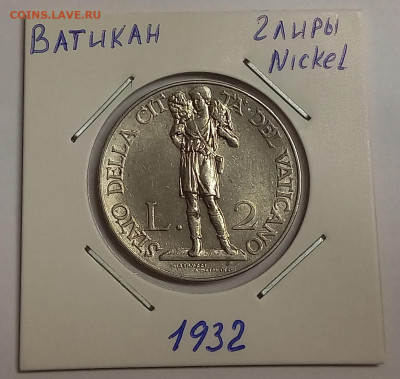 COINS.LAVE.RU
Ватикан
2 лиры
Nickel
STATO DELLA CITTÀ DEL VATICANO
L. 2
1932